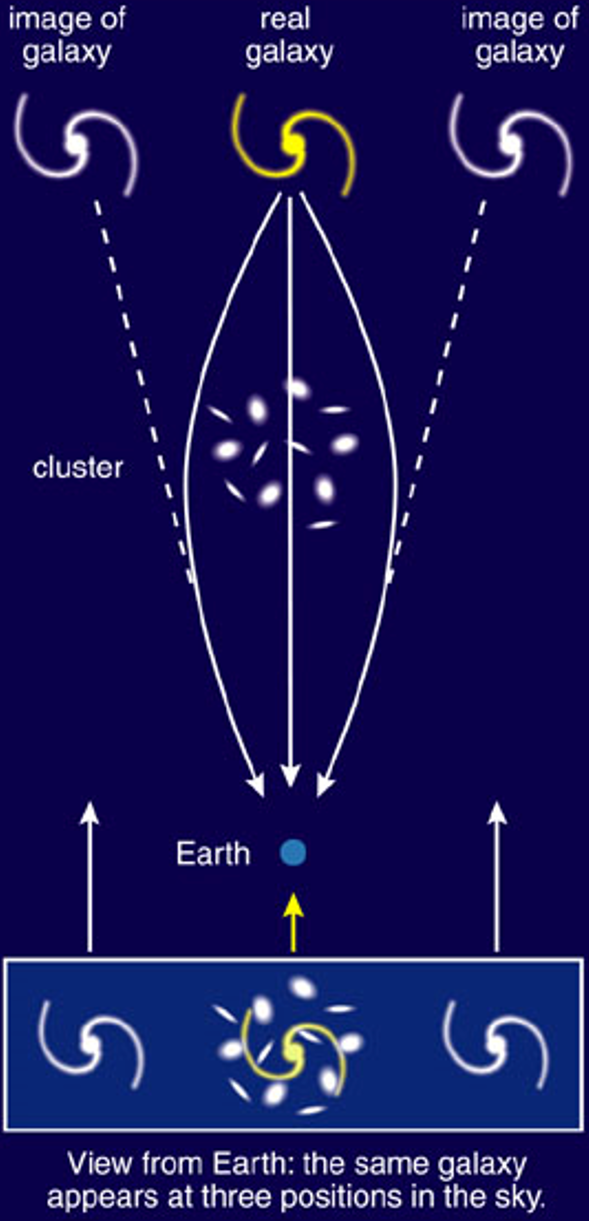 image of
galaxy
real
galaxy
image of
galaxy
cluster
Earth
View from Earth: the same galaxy
appears at three positions in the sky.